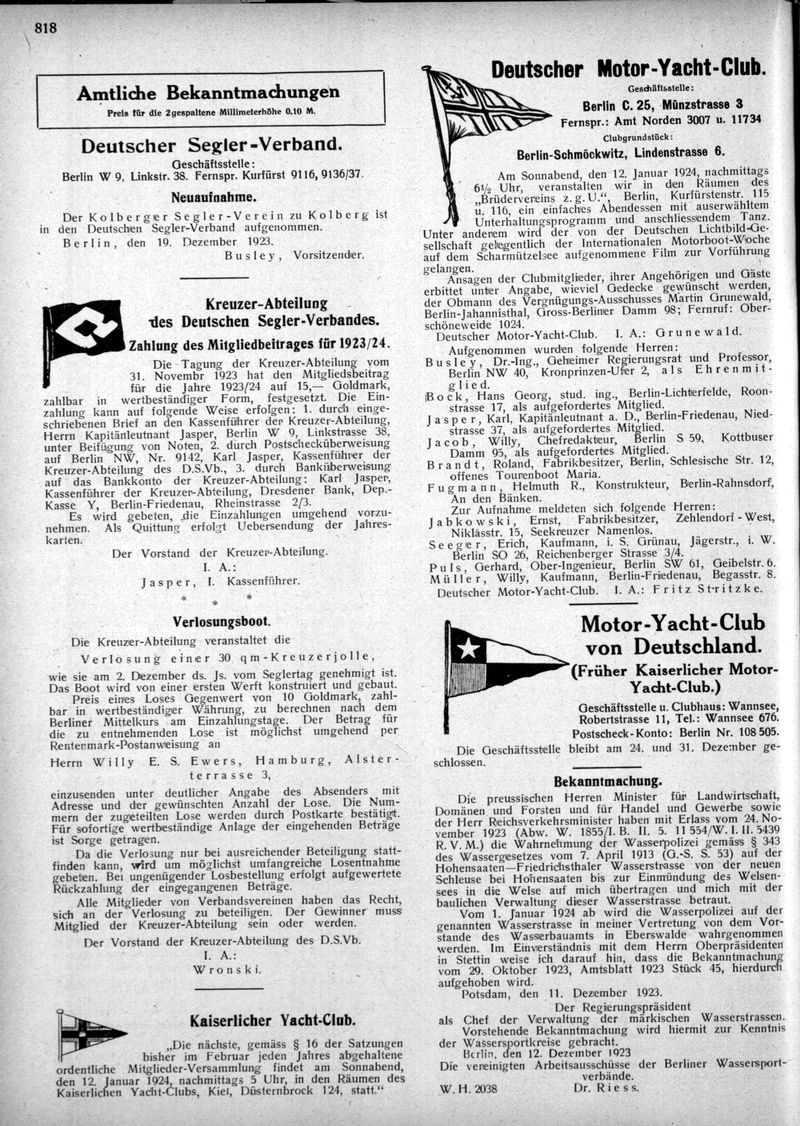 818
Amtliche Bekanntmachungen
Preis für die 2gespaltene Millimeterhöhe 0,10 M.
Deutscher Segler-Verband.
Geschäftsstelle:
Berlin W 9, Linkstr. 38. Fernspr. Kurfürst 9116, 9136/37.
Neuaufnahme.
Der Kolberger Segler-Verein zu Kolberg ist
in den Deutschen Segler-Verband aufgenommen.
Berlin, den 19. Dezember 1923.
Busley, Vorsitzender.
Kreuzer-Abteilung
des Deutschen Segler-Verbandes.
Zahlung des Mitgliedbeitrages für 1923/24.
Die Tagung der Kreuzer-Abteilung vom
31. Novembr 1923 hat den Mitgliedsbeitrag
für die Jahre 1923/24 auf 15,— Goldmark,
zahlbar in wertbeständiger Form, festgesetzt. Die Ein-
zahlung kann auf folgende Weise erfolgen: 1. durch einge-
schriebenen Brief an den Kassenführer der Kreuzer-Abteilung,
Herrn Kapitänleutnant Jasper, Berlin W 9, Linkstrasse 38,
unter Beifügung von Noten, 2. durch Postschecküberweisung
auf Berlin NW, Nr. 9142, Karl Jasper, Kassenführer der
Kreuzer-Abteilung des D.S.Vb., 3. durch Banküberweisung
auf das Bankkonto der Kreuzer-Abteilung: Karl Jasper,
Kassenführer der Kreuzer-Abteilung, Dresdener Bank, Dep.-
Kasse Y, Berlin-Friedenau, Rheinstrasse 2/3.
Es wird gebeten, die Einzahlungen umgehend vorzu-
nehmen. Als Quittung erfolgt Uebersendung der Jahres-
karten.
Der Vorstand der Kreuzer-Abteilung.
I. A.:
Jasper, I. Kassenführer.
* * *
Verlosungsboot.
Die Kreuzer-Abteilung veranstaltet die
Verlosung einer 30 qm-Kreuzerjolle,
wie sie am 2. Dezember ds. Js. vom Seglertag genehmigt ist.
Das Boot wird von einer ersten Werft konstruiert und gebaut.
Preis eines Loses Gegenwert von 10 Goldmark, zahl-
bar in wertbeständiger Währung, zu berechnen nach dem
Berliner Mittelkurs am Einzahlungstage. Der Betrag für
die zu entnehmenden Lose ist möglichst umgehend per
Rentenmark-Postanweisung an
Herrn Willy E. S. Ewers, Hamburg, Alster-
terrasse 3,
einzusenden unter deutlicher Angabe des Absenders mit
Adresse und der gewünschten Anzahl der Lose. Die Num-
mern der zugeteilten Lose werden durch Postkarte bestätigt.
Für sofortige wertbeständige Anlage der eingehenden Beträge
ist Sorge getragen.
Da die Verlosung nur bei ausreichender Beteiligung statt-
finden kann, wird um möglichst umfangreiche Losentnahme
gebeten. Bei ungenügender Losbestellung erfolgt aufgewertete
Rückzahlung der eingegangenen Beträge.
Alle Mitglieder von Verbandsvereinen haben das Recht,
sich an der Verlosung zu beteiligen. Der Gewinner muss
Mitglied der Kreuzer-Abteilung sein oder werden.
Der Vorstand der Kreuzer-Abteilung des D.S.Vb.
I. A.:
Wronski.
Kaiserlicher Yacht-Club.
„Die nächste, gemäss § 16 der Satzungen
bisher im Februar jeden Jahres abgehaltene
ordentliche Mitglieder-Versammlung findet am Sonnabend,
den 12. Januar 1924, nachmittags 5 Uhr, in den Räumen des
Kaiserlichen Yacht-Clubs, Kiel, Düsternbrock 124, statt.“
Deutscher Motor-Yacht-Club.
Geschäftsstelle:
Berlin C. 25, Münzstrasse 3
Fernspr.: Amt Norden 3007 u. 11734
Clubgrundstück:
Berlin-Schmöckwitz, Lindenstrasse 6.
Am Sonnabend, den 12. Januar 1924, nachmittags
6½ Uhr, veranstalten wir in den Räumen des
„Brüdervereins z. g. U.“, Berlin, Kurfürstenstr. 115
u. 116, ein einfaches Abendessen mit auserwähltem
Unterhaltungsprogramm und anschliessendem Tanz.
Unter anderem wird der von der Deutschen Lichtbild-Ge-
sellschaft gelegentlich der Internationalen Motorboot-Woche
auf dem Scharmützelsee aufgenommene Film zur Vorführung
gelangen.
Ansagen der Clubmitglieder, ihrer Angehörigen und Gäste
erbittet unter Angabe, wieviel Gedecke gewünscht werden,
der Obmann des Vergnügungs-Ausschusses Martin Grunewald,
Berlin-Jahannisthal, Gross-Berliner Damm 98; Fernruf: Ober-
schöneweide 1024.
Deutscher Motor-Yacht-Club. I. A.: Grunewald.
Aufgenommen wurden folgende Herren:
Busley, Dr.-Ing., Geheimer Regierungsrat und Professor,
Berlin NW 40, Kronprinzen-Ufer 2, als Ehrenmit-
glied.
Bock, Hans Georg, stud. ing., Berlin-Lichterfelde, Roon-
strasse 17, als aufgefordertes Mitglied.
Jasper, Karl, Kapitänleutnant a. D., Berlin-Friedenau, Nied-
strasse 37, als aufgefordertes Mitglied.
Jacob, Willy, Chefredakteur, Berlin S 59, Kottbuser
Damm 95, als aufgefordertes Mitglied.
Brandt, Roland, Fabrikbesitzer, Berlin, Schlesische Str. 12,
offenes Tourenboot Maria.
Fugmann, Helmuth R., Konstrukteur, Berlin-Rahnsdorf,
An den Bänken.
Zur Aufnahme meldeten sich folgende Herren:
Jabkowski, Ernst, Fabrikbesitzer, Zehlendorf-West,
Niklasstr. 15, Seekreuzer Namenlos.
Seeger, Erich, Kaufmann, i. S. Grünau, Jägerstr., i. W.
Berlin SO 26, Reichenberger Strasse 3/4.
Puls, Gerhard, Ober-Ingenieur, Berlin SW 61, Geibelstr. 6.
Müller, Willy, Kaufmann, Berlin-Friedenau, Begasstr. 8.
Deutscher Motor-Yacht-Club. I. A.: Fritz Stritzke.
Motor-Yacht-Club
von Deutschland.
(Früher Kaiserlicher Motor-
Yacht-Club.)
Geschäftsstelle u. Clubhaus: Wannsee,
Robertstrasse 11, Tel.: Wannsee 676.
Postscheck-Konto: Berlin Nr. 108 505.
Die Geschäftsstelle bleibt am 24. und 31. Dezember ge-
schlossen.
Bekanntmachung.
Die preussischen Herren Minister für Landwirtschaft,
Domänen und Forsten und für Handel und Gewerbe sowie
der Herr Reichsverkehrsminister haben mit Erlass vom 24. No-
vember 1923 (Abw. W. 1855/I. B. II. 5. 11 554/W. I. II. 5439
R. V. M.) die Wahrnehmung der Wasserpolizei gemäss § 343
des Wassergesetzes vom 7. April 1913 (G.-S. S. 53) auf der
Hohensaaten—Friedrichsthaler Wasserstrasse von der neuen
Schleuse bei Hohensaaten bis zur Einmündung des Welsen-
sees in die Welse auf mich übertragen und mich mit der
baulichen Verwaltung dieser Wasserstrasse betraut.
Vom 1. Januar 1924 ab wird die Wasserpolizei auf der
genannten Wasserstrasse in meiner Vertretung von dem Vor-
stande des Wasserbauamts in Eberswalde wahrgenommen
werden. Im Einverständnis mit dem Herrn Oberpräsidenten
in Stettin weise ich darauf hin, dass die Bekanntmachung
vom 29. Oktober 1923, Amtsblatt 1923 Stück 45, hierdurch
aufgehoben wird.
Potsdam, den 11. Dezember 1923.
Der Regierungspräsident
als Chef der Verwaltung der märkischen Wasserstrassen.
Vorstehende Bekanntmachung wird hiermit zur Kenntnis
der Wassersportkreise gebracht.
Berlin, den 12. Dezember 1923
Die vereinigten Arbeitsausschüsse der Berliner Wassersport-
verbände.
W. H. 2038 Dr. Riess.